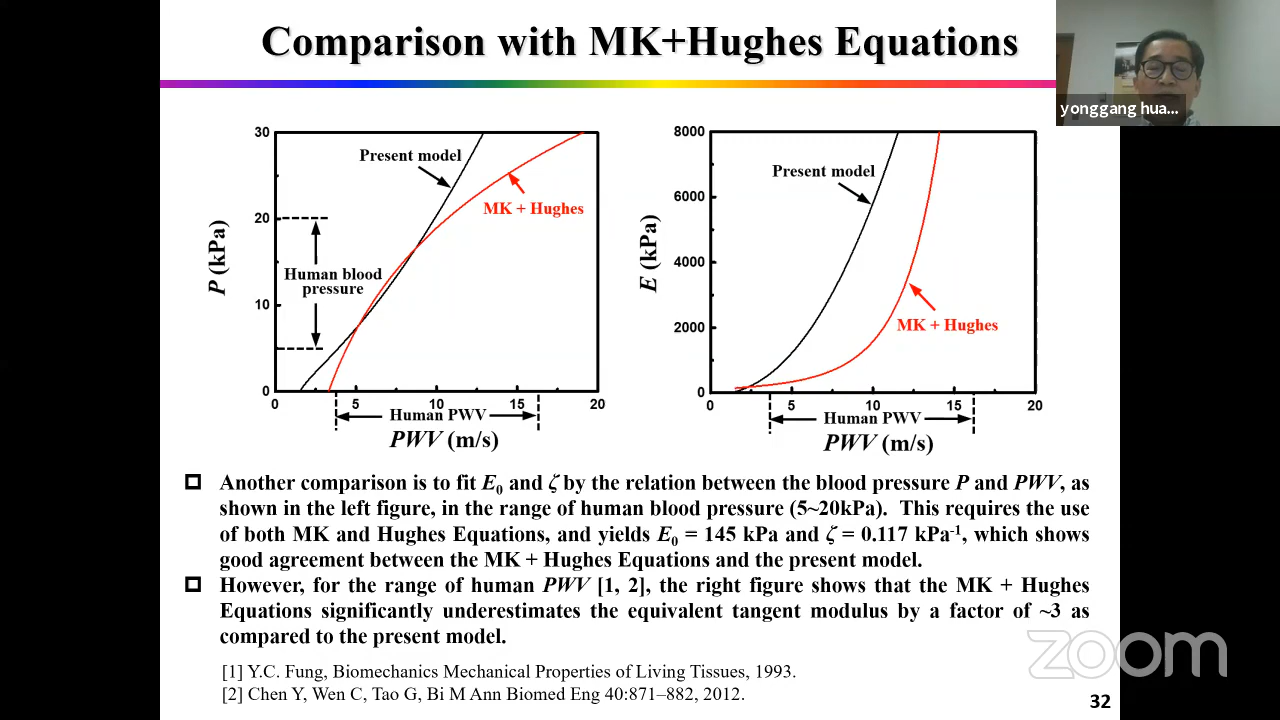 Comparison with MK+Hughes Equations
yonggang hua...
30
20
10
0
P (kPa)
Present model
MK + Hughes
Human blood
pressure
0
5
10
15
20
Human PWV
PWV (m/s)
8000
6000
4000
2000
0
E (kPa)
Present model
MK + Hughes
0
5
10
15
20
Human PWV
PWV (m/s)
Another comparison is to fit E₀ and ζ by the relation between the blood pressure P and PWV, as
shown in the left figure, in the range of human blood pressure (5~20kPa). This requires the use
of both MK and Hughes Equations, and yields E₀ = 145 kPa and ζ = 0.117 kPa⁻¹, which shows
good agreement between the MK + Hughes Equations and the present model.
However, for the range of human PWV [1, 2], the right figure shows that the MK + Hughes
Equations significantly underestimates the equivalent tangent modulus by a factor of ~3 as
compared to the present model.
[1] Y.C. Fung, Biomechanics Mechanical Properties of Living Tissues, 1993.
[2] Chen Y, Wen C, Tao G, Bi M Ann Biomed Eng 40:871–882, 2012.
zoom
32